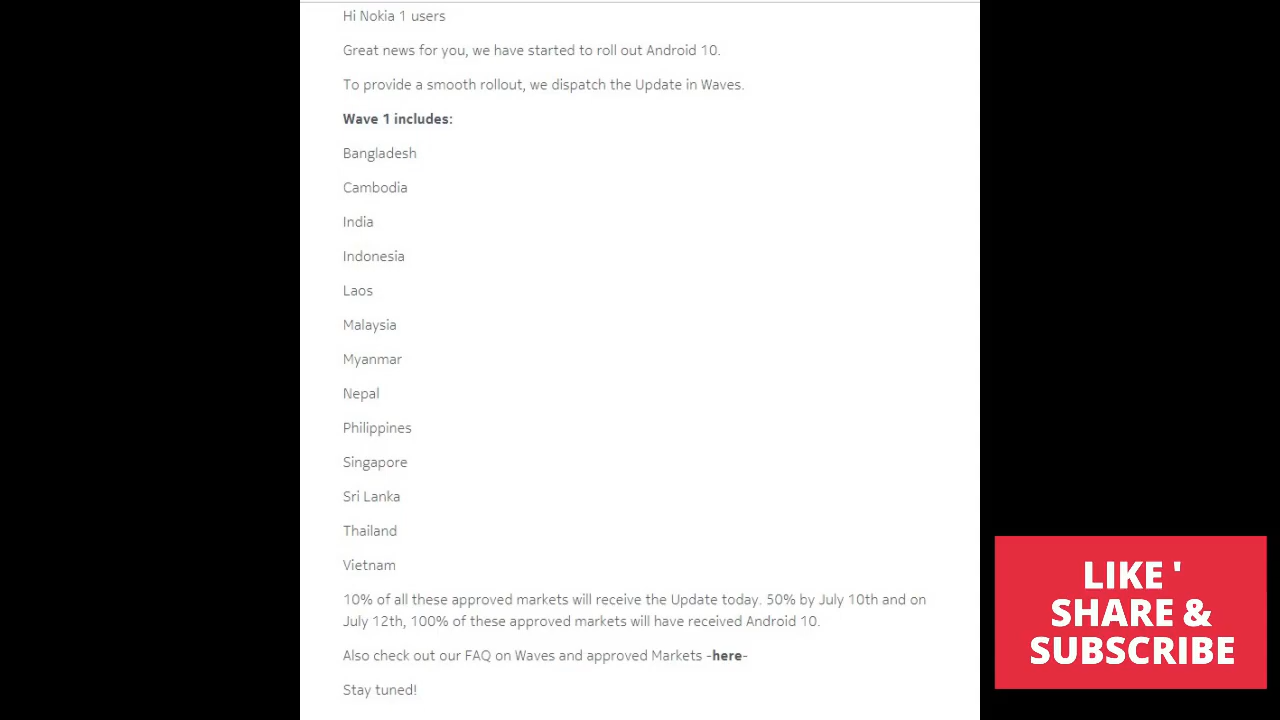 Hi Nokia 1 users
Great news for you, we have started to roll out Android 10.
To provide a smooth rollout, we dispatch the Update in Waves.
Wave 1 includes:
Bangladesh
Cambodia
India
Indonesia
Laos
Malaysia
Myanmar
Nepal
Philippines
Singapore
Sri Lanka
Thailand
Vietnam
10% of all these approved markets will receive the Update today. 50% by July 10th and on
July 12th, 100% of these approved markets will have received Android 10.
Also check out our FAQ on Waves and approved Markets -here-
Stay tuned!
LIKE '
SHARE &
SUBSCRIBE